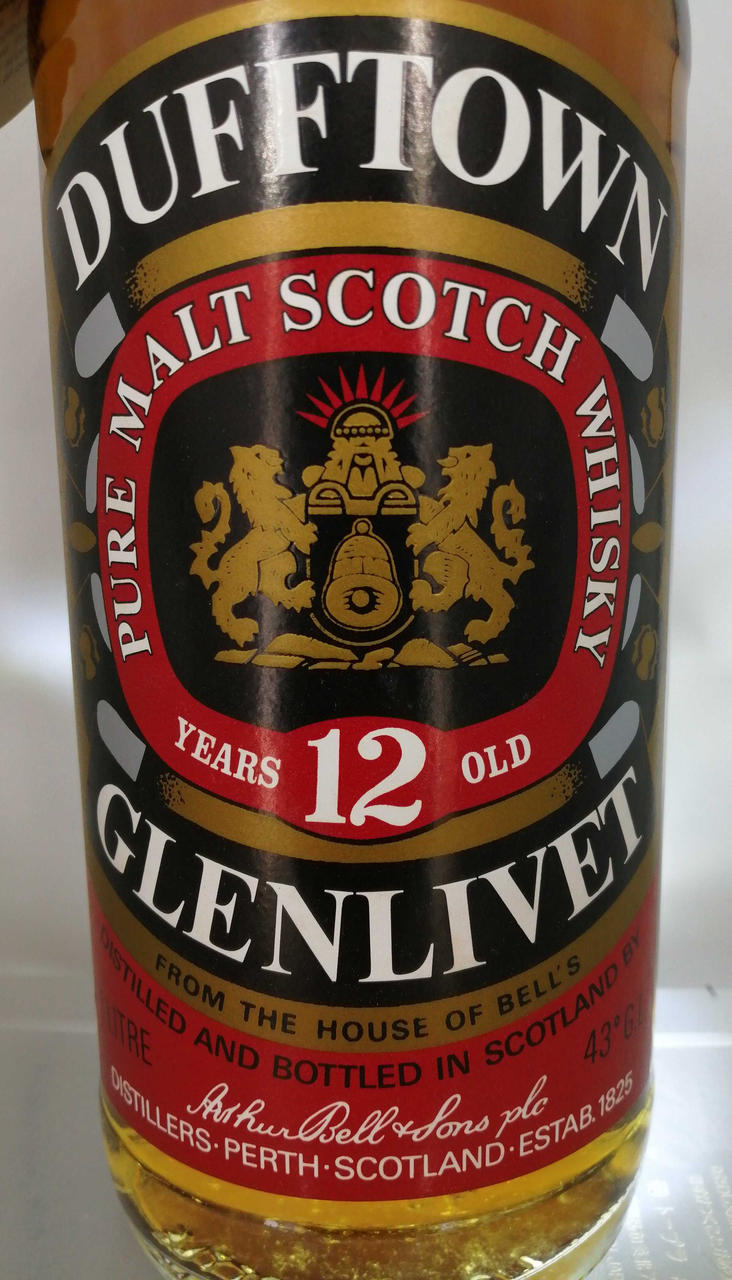 DUFFTOWN
PURE MALT SCOTCH WHISKY
YEARS 12 OLD
GLENLIVET
FROM THE HOUSE OF BELL'S
DISTILLED AND BOTTLED IN SCOTLAND BY
LITRE 43° G.L
Arthur Bell & Sons plc
DISTILLERS·PERTH·SCOTLAND·ESTAB. 1825